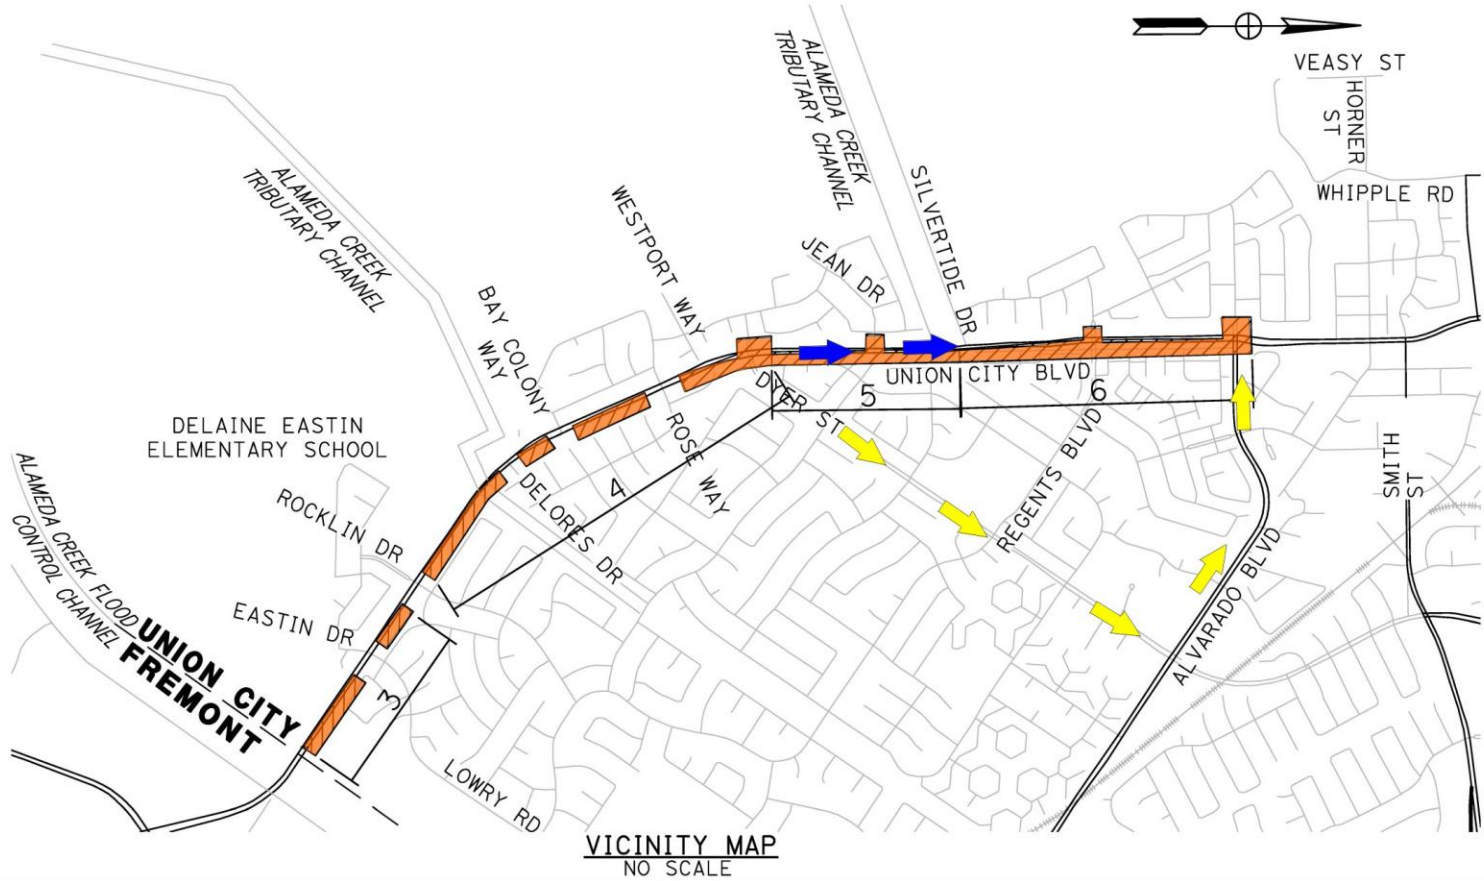 VEASY ST
HORNER
ST
WHIPPLE RD
ALAMEDA CREEK
TRIBUTARY CHANNEL
SILVERTIDE DR
ALAMEDA CREEK
TRIBUTARY CHANNEL
WESTPORT WAY
JEAN DR
BAY COLONY
WAY
UNION CITY BLVD
DYER ST
5
6
DELAINE EASTIN
ELEMENTARY SCHOOL
ROSE WAY
REGENTS BLVD
SMITH
ST
4
DELORES DR
ROCKLIN DR
ALAMEDA CREEK FLOOD
CONTROL CHANNEL
EASTIN DR
ALVARADO BLVD
UNION CITY
FREMONT
3
LOWRY RD
VICINITY MAP
NO SCALE